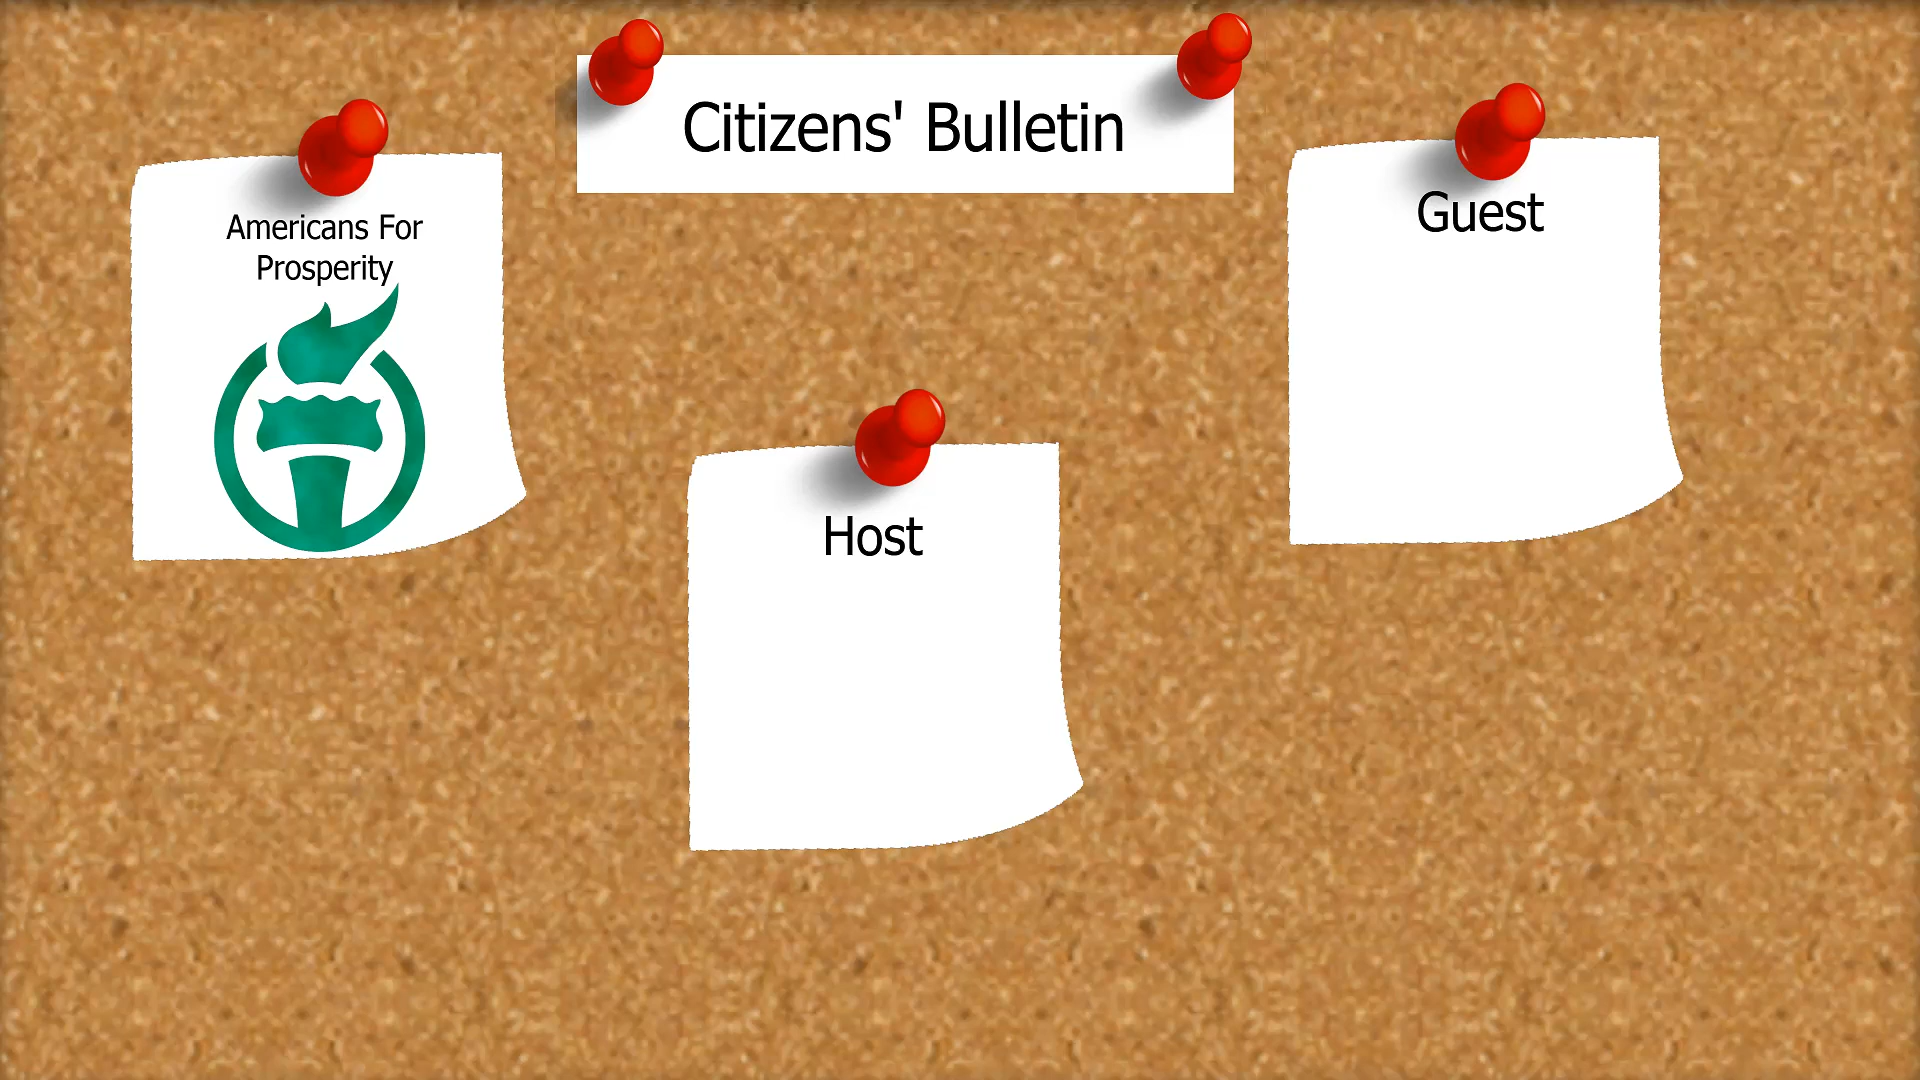 Citizens' Bulletin
Americans For
Prosperity
Guest
Host